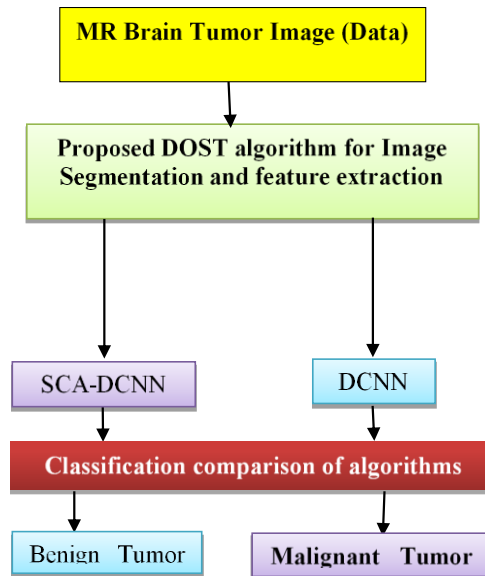 MR Brain Tumor Image (Data)
Proposed DOST algorithm for Image
Segmentation and feature extraction
SCA-DCNN
DCNN
Classification comparison of algorithms
Benign Tumor
Malignant Tumor